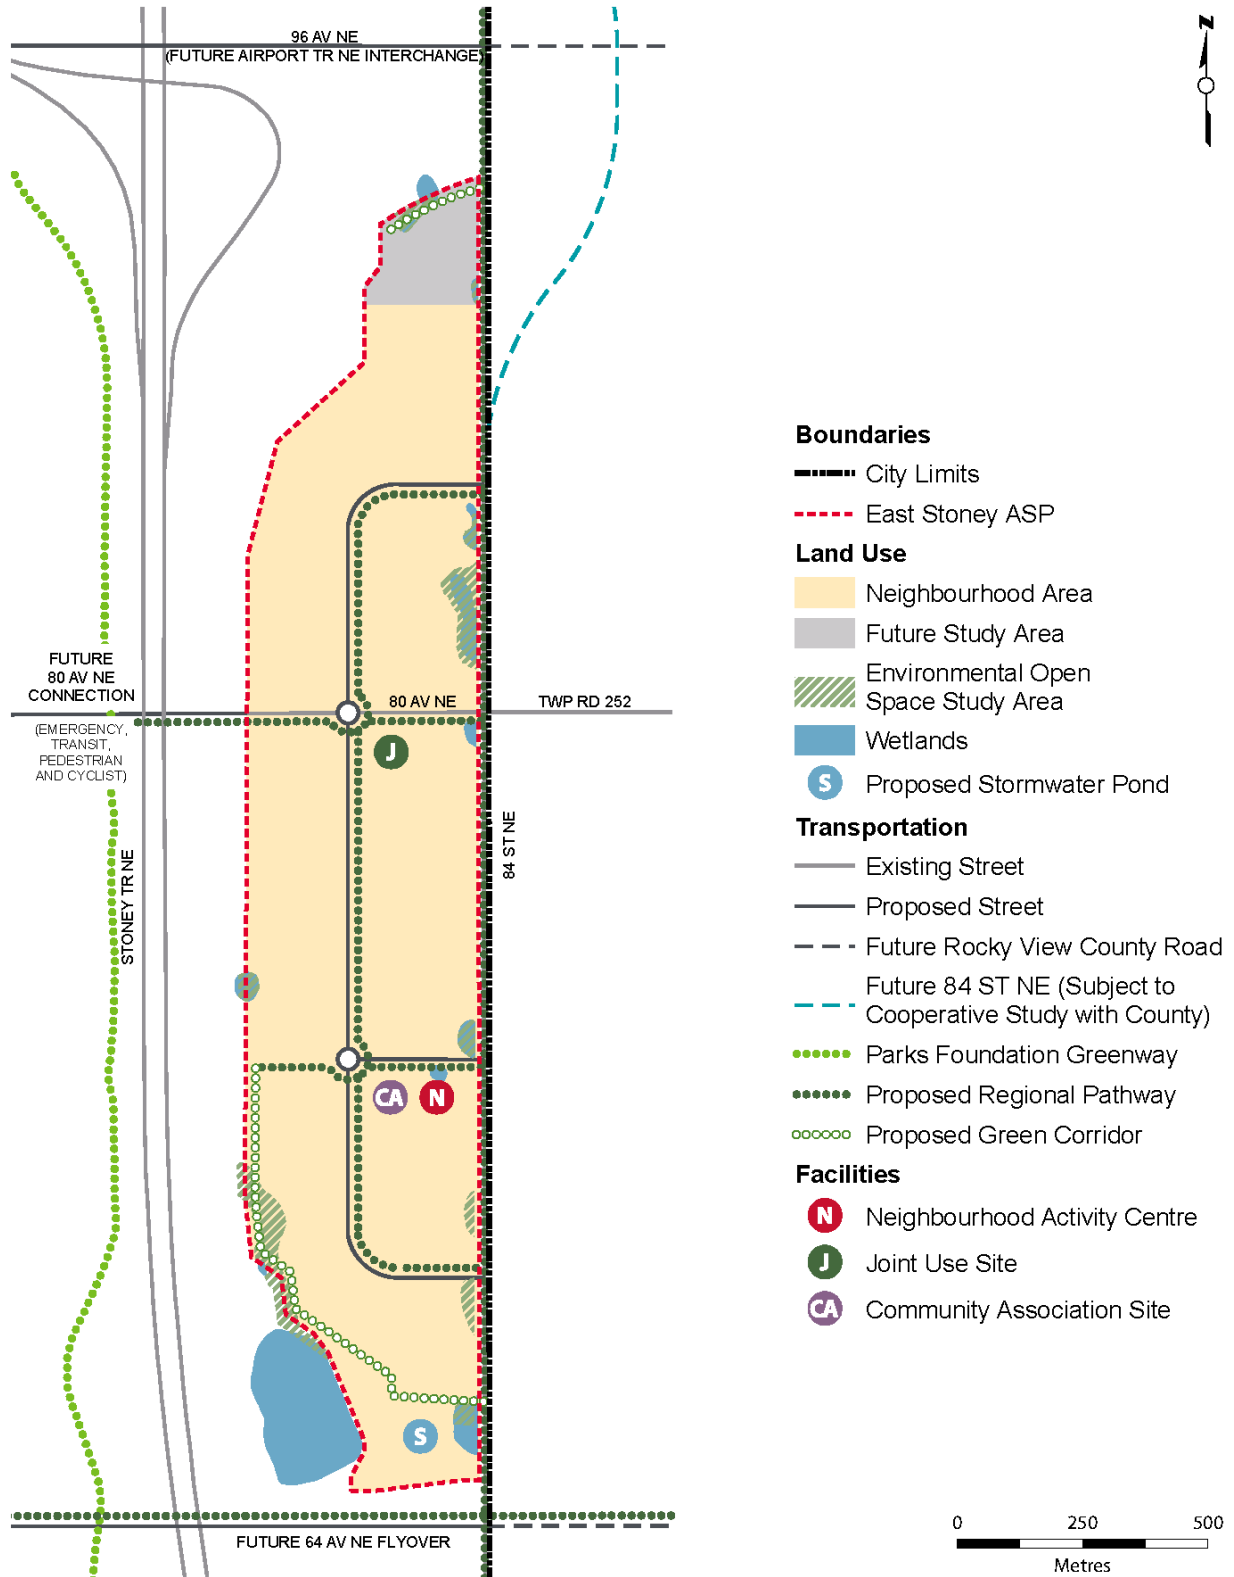 96 AV NE
(FUTURE AIRPORT TR NE INTERCHANGE)
N
FUTURE
80 AV NE
CONNECTION
(EMERGENCY,
TRANSIT,
PEDESTRIAN
AND CYCLIST)
80 AV NE
TWP RD 252
J
84 ST NE
STONEY TR NE
CA
N
S
FUTURE 64 AV NE FLYOVER
Boundaries
City Limits
East Stoney ASP
Land Use
Neighbourhood Area
Future Study Area
Environmental Open
Space Study Area
Wetlands
S Proposed Stormwater Pond
Transportation
Existing Street
Proposed Street
Future Rocky View County Road
Future 84 ST NE (Subject to
Cooperative Study with County)
Parks Foundation Greenway
Proposed Regional Pathway
Proposed Green Corridor
Facilities
N Neighbourhood Activity Centre
J Joint Use Site
CA Community Association Site
0 250 500
Metres